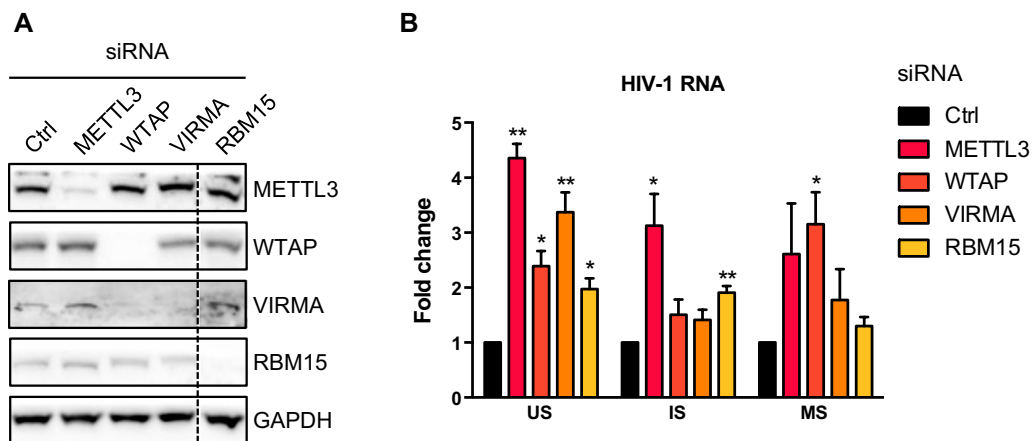 A
siRNA
Ctrl METTL3 WTAP VIRMA RBM15
METTL3
WTAP
VIRMA
RBM15
GAPDH
B
HIV-1 RNA
Fold change
5
4
3
2
1
0
** * ** *
* **
*
US IS MS
siRNA
Ctrl
METTL3
WTAP
VIRMA
RBM15